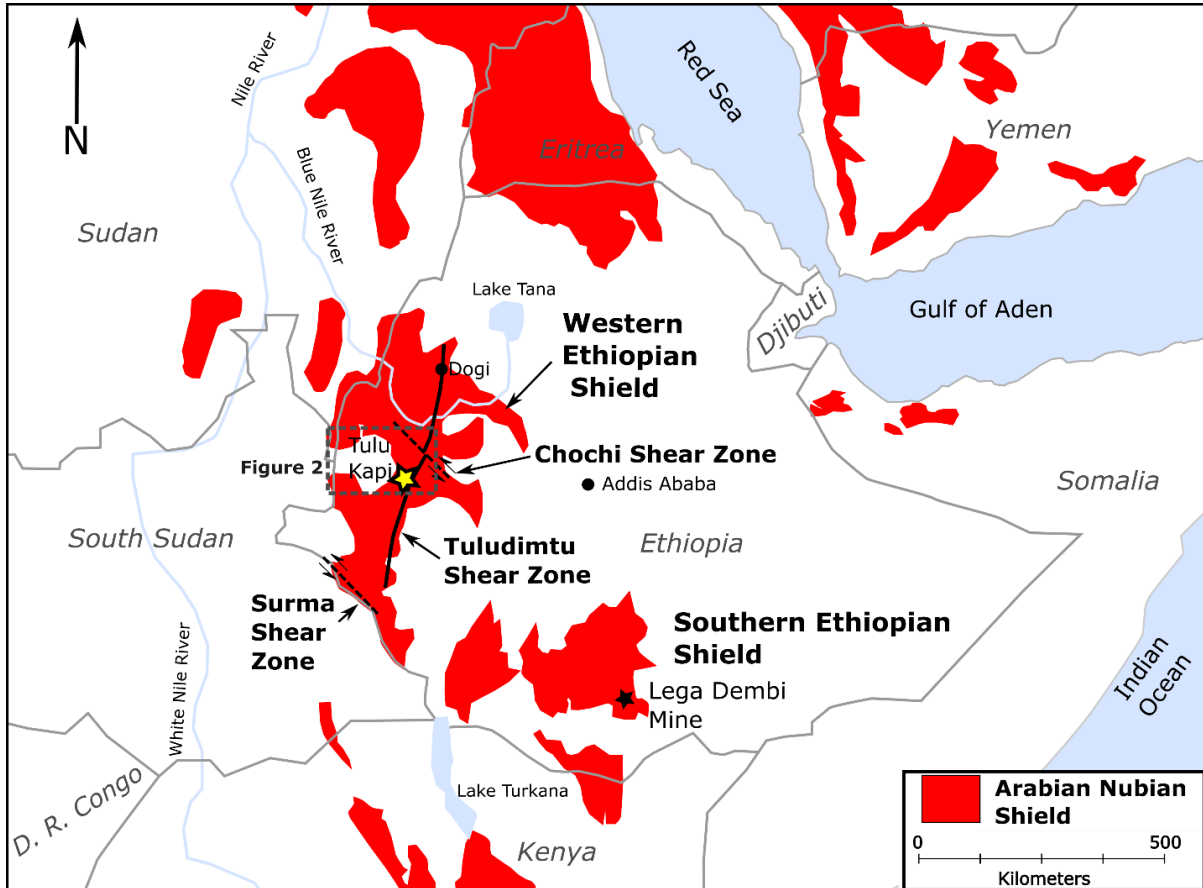 Nile River
Red Sea
N
Yemen
Eritrea
Blue Nile River
Sudan
Lake Tana
Djibuti
Gulf of Aden
Western
Ethiopian
Shield
Dogi
Tulu
Kapi
Figure 2
Chochi Shear Zone
Addis Ababa
Somalia
South Sudan
Ethiopia
Tuludimtu
Shear Zone
Surma
Shear
Zone
Southern Ethiopian
Shield
Lega Dembi
Mine
Indian
Ocean
White Nile River
D. R. Congo
Lake Turkana
Kenya
Arabian Nubian
Shield
0 500
Kilometers